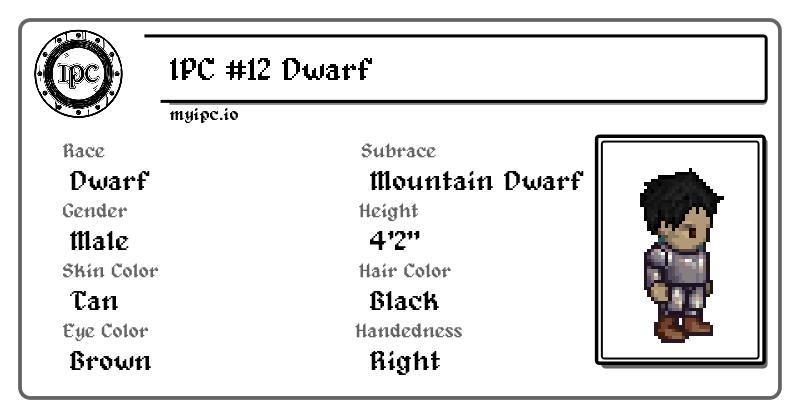 IPC
IPC #12 Dwarf
myipc.io
Race
Dwarf
Subrace
Mountain Dwarf
Gender
Male
Height
4'2"
Skin Color
Tan
Hair Color
Black
Eye Color
Brown
Handedness
Right